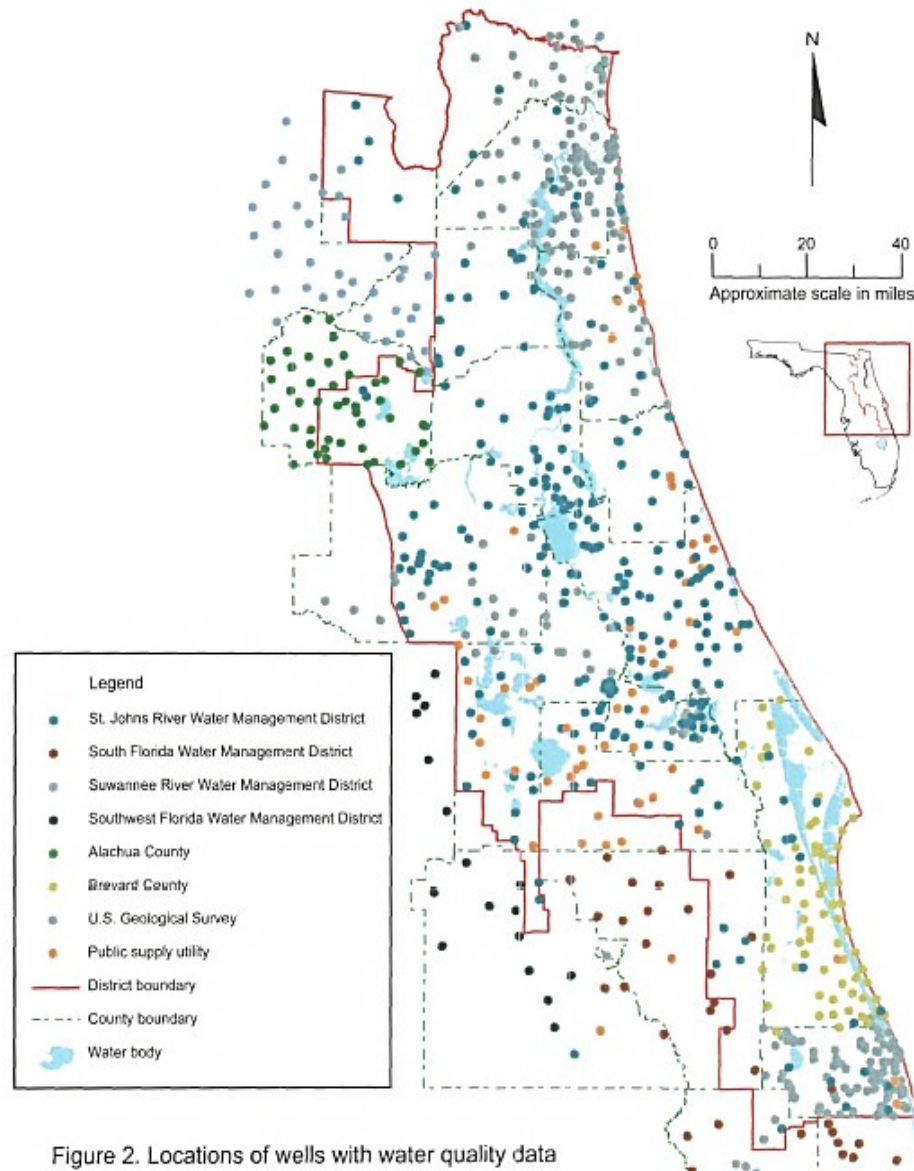 N
0 20 40
Approximate scale in miles
Legend
St. Johns River Water Management District
South Florida Water Management District
Suwannee River Water Management District
Southwest Florida Water Management District
Alachua County
Brevard County
U.S. Geological Survey
Public supply utility
District boundary
County boundary
Water body
Figure 2. Locations of wells with water quality data